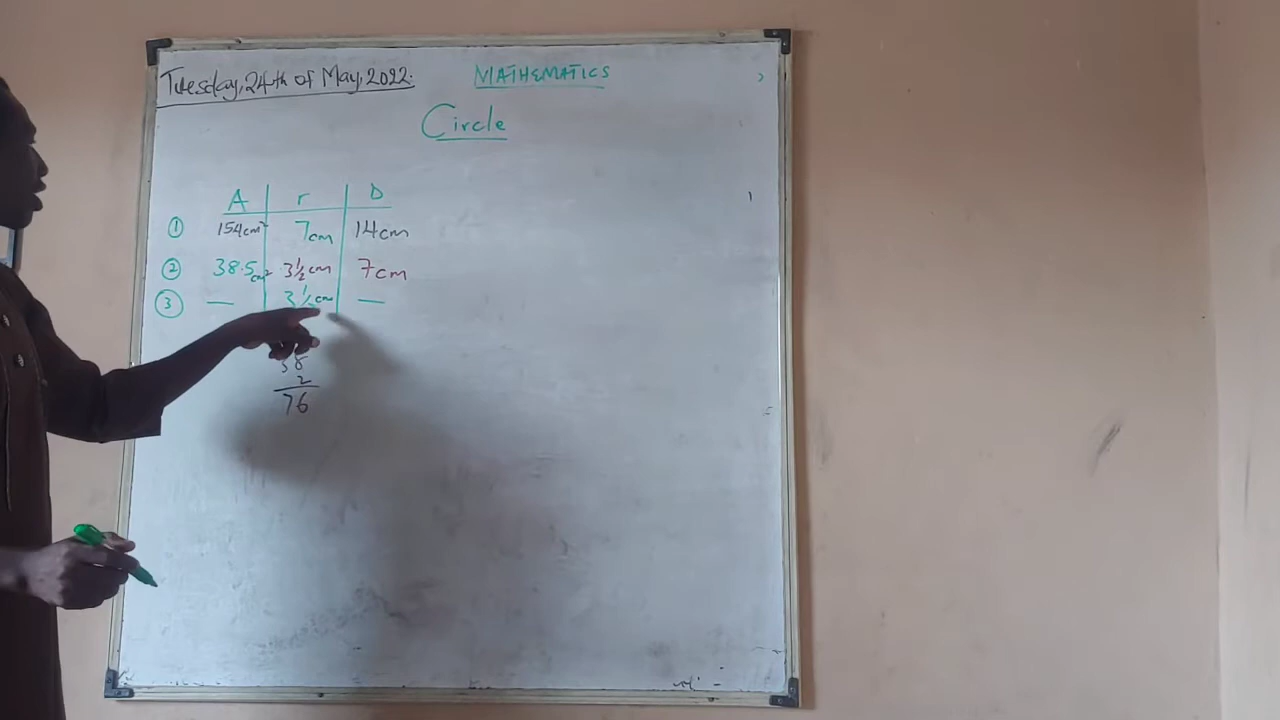 Tuesday, 24th of May, 2022.
MATHEMATICS
Circle
A r D
① 154cm² 7cm 14cm
② 38.5cm² 3½cm 7cm
③ — 3½cm —
38
2
76